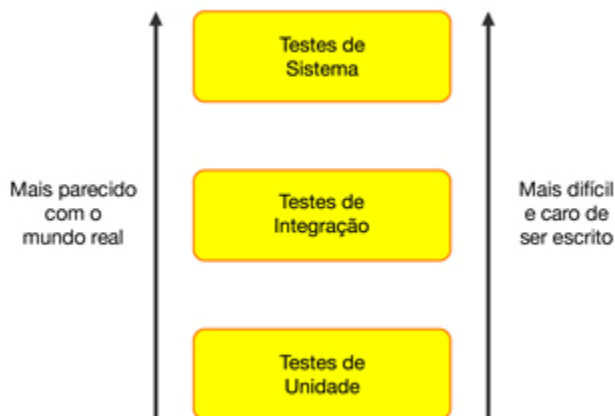 Testes de
Sistema
Mais parecido
com o
mundo real
Testes de
Integração
Mais difícil
e caro de
ser escrito
Testes de
Unidade